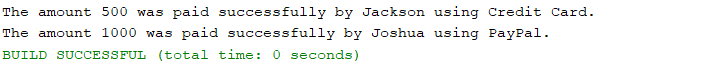 The amount 500 was paid successfully by Jackson using Credit Card.
The amount 1000 was paid successfully by Joshua using PayPal.
BUILD SUCCESSFUL (total time: 0 seconds)